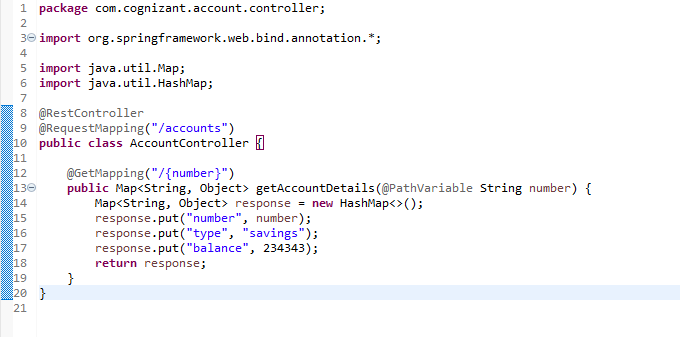 1 package com.cognizant.account.controller;
2
3 import org.springframework.web.bind.annotation.*;
4
5 import java.util.Map;
6 import java.util.HashMap;
7
8 @RestController
9 @RequestMapping("/accounts")
10 public class AccountController {
11
12     @GetMapping("/{number}")
13     public Map<String, Object> getAccountDetails(@PathVariable String number) {
14         Map<String, Object> response = new HashMap<>();
15         response.put("number", number);
16         response.put("type", "savings");
17         response.put("balance", 234343);
18         return response;
19     }
20 }
21